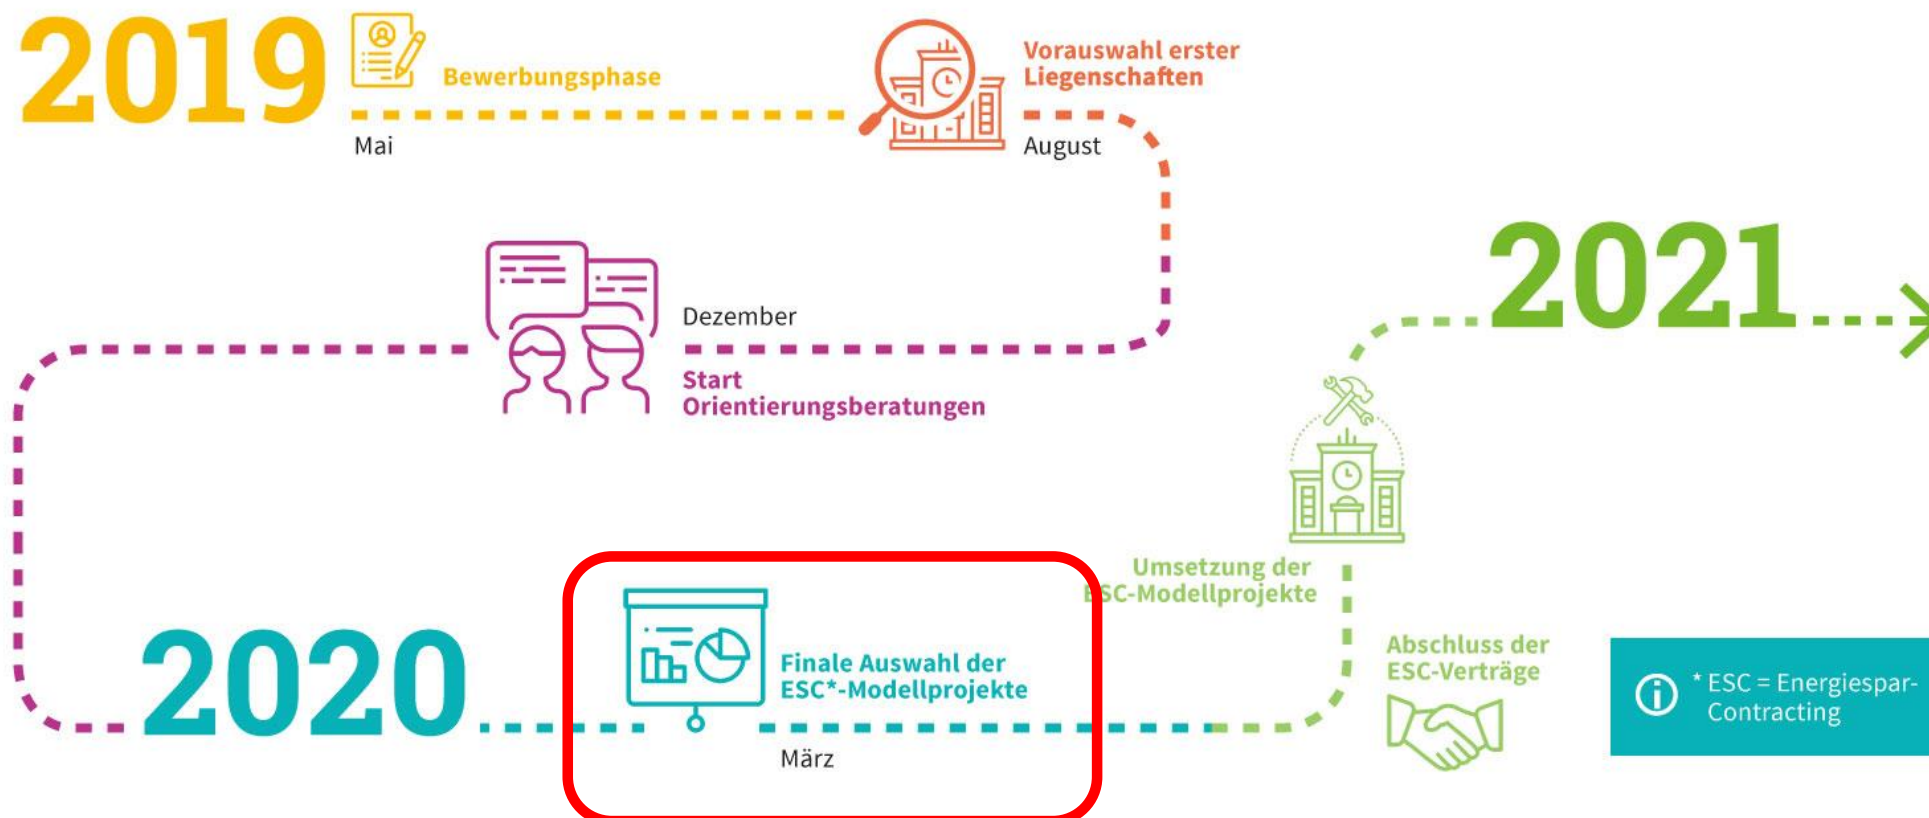 2019
Bewerbungsphase
Mai
Vorauswahl erster
Liegenschaften
August
Dezember
Start
Orientierungsberatungen
2020
Finale Auswahl der
ESC*-Modellprojekte
März
Abschluss der
ESC-Verträge
Umsetzung der
ESC-Modellprojekte
2021
* ESC = Energiespar-
Contracting